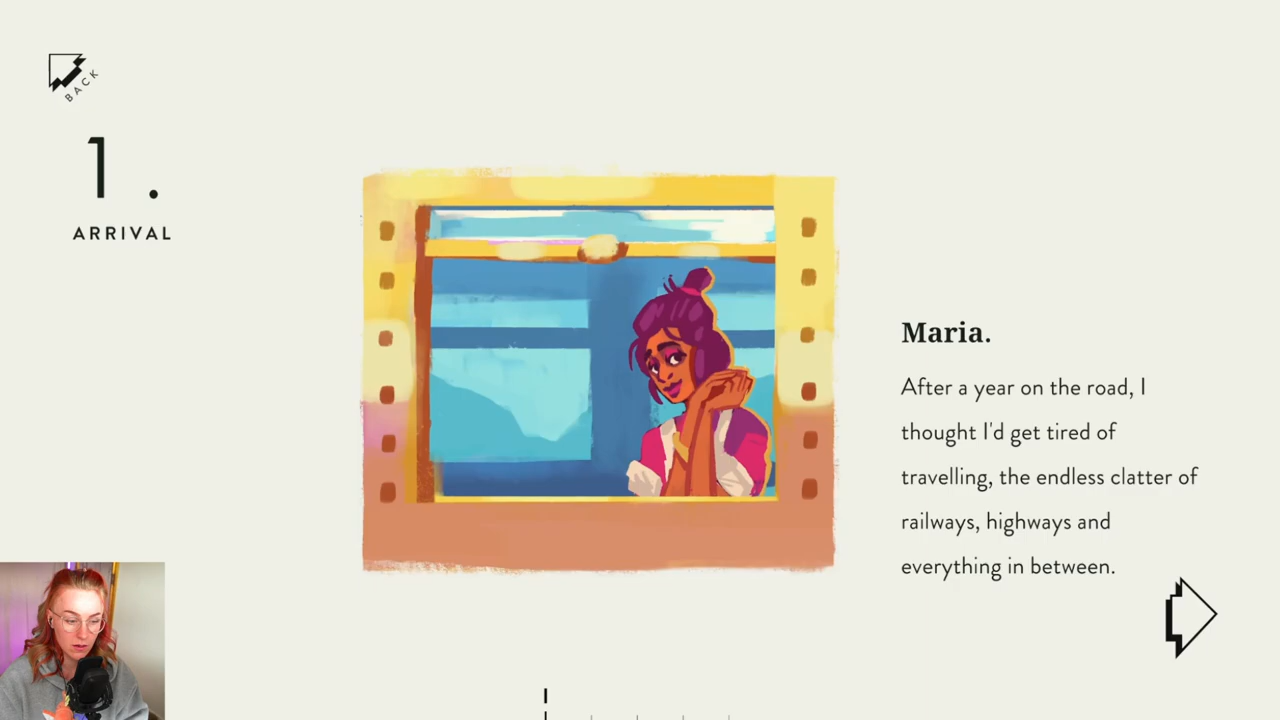 BACK
1.
ARRIVAL
Maria.
After a year on the road, I
thought I'd get tired of
travelling, the endless clatter of
railways, highways and
everything in between.